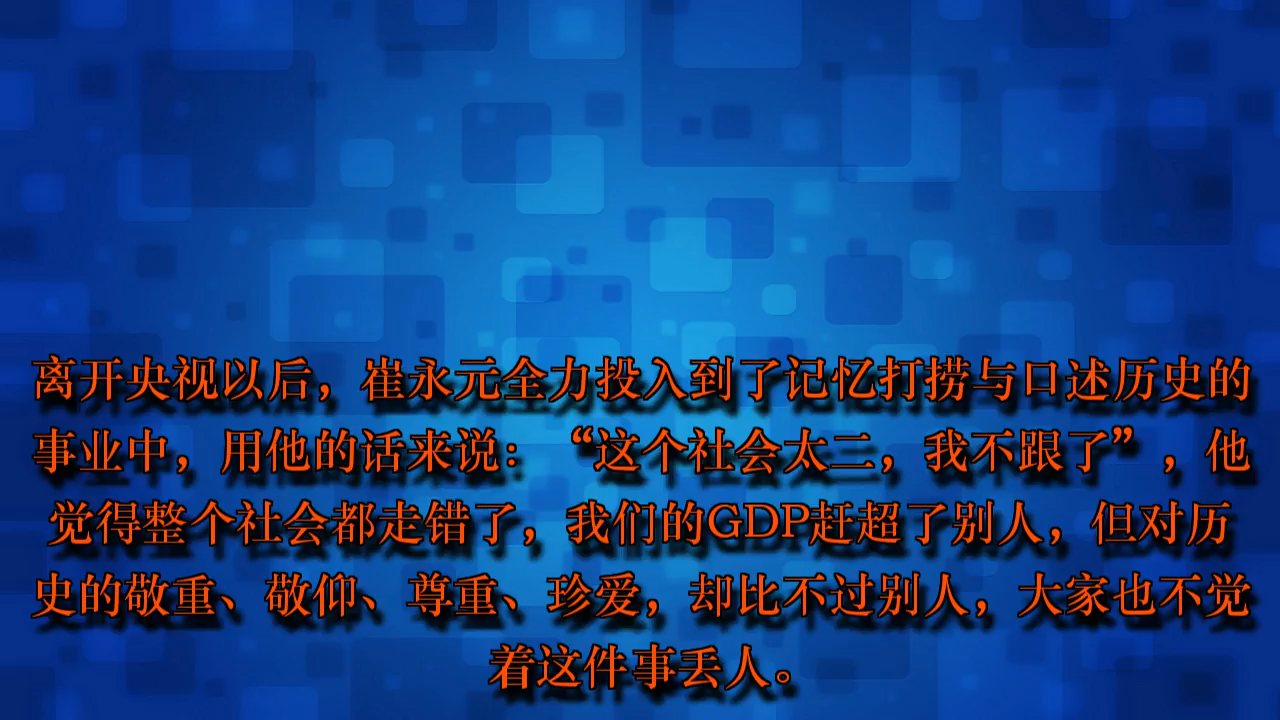 离开央视以后，崔永元全力投入到了记忆打捞与口述历史的
事业中，用他的话来说：“这个社会太二，我不跟了”，他
觉得整个社会都走错了，我们的GDP赶超了别人，但对历
史的敬重、敬仰、尊重、珍爱，却比不过别人，大家也不觉
着这件事丢人。